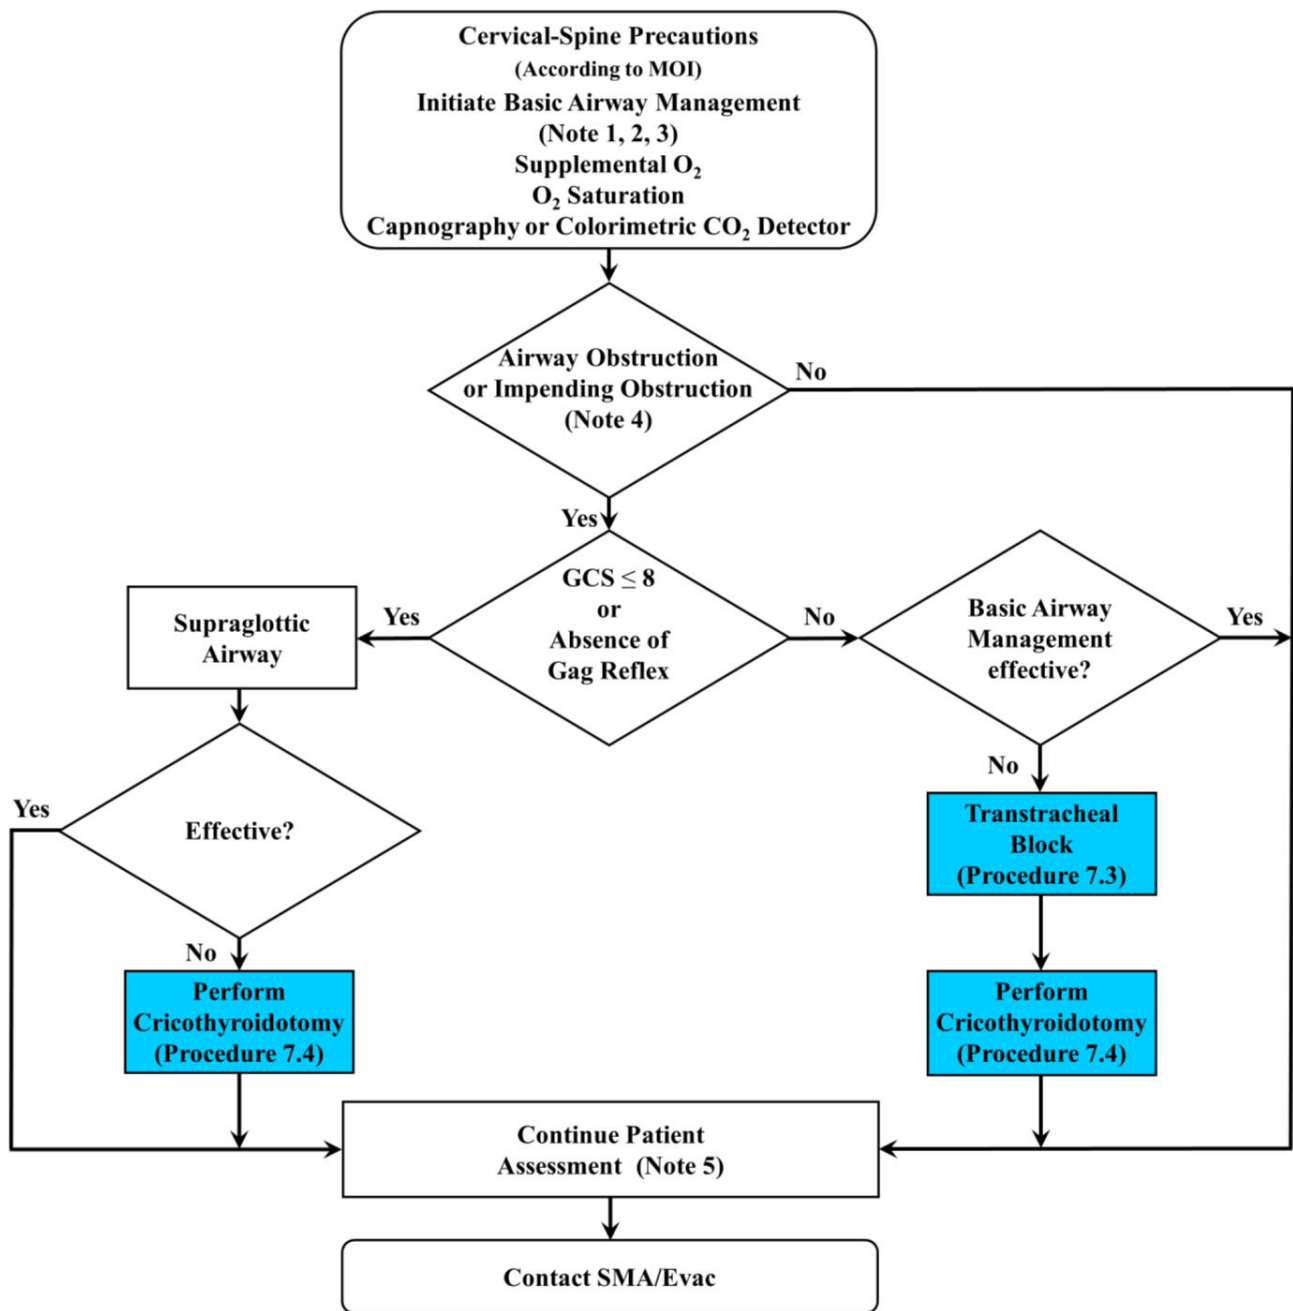 Cervical-Spine Precautions
(According to MOI)
Initiate Basic Airway Management
(Note 1, 2, 3)
Supplemental O₂
O₂ Saturation
Capnography or Colorimetric CO₂ Detector
Airway Obstruction
or Impending Obstruction
(Note 4)
No
Yes
GCS ≤ 8
or
Absence of
Gag Reflex
Yes
No
Supraglottic
Airway
Basic Airway
Management
effective?
Yes
No
Effective?
Yes
No
Transtracheal
Block
(Procedure 7.3)
Perform
Cricothyroidotomy
(Procedure 7.4)
Perform
Cricothyroidotomy
(Procedure 7.4)
Continue Patient
Assessment (Note 5)
Contact SMA/Evac